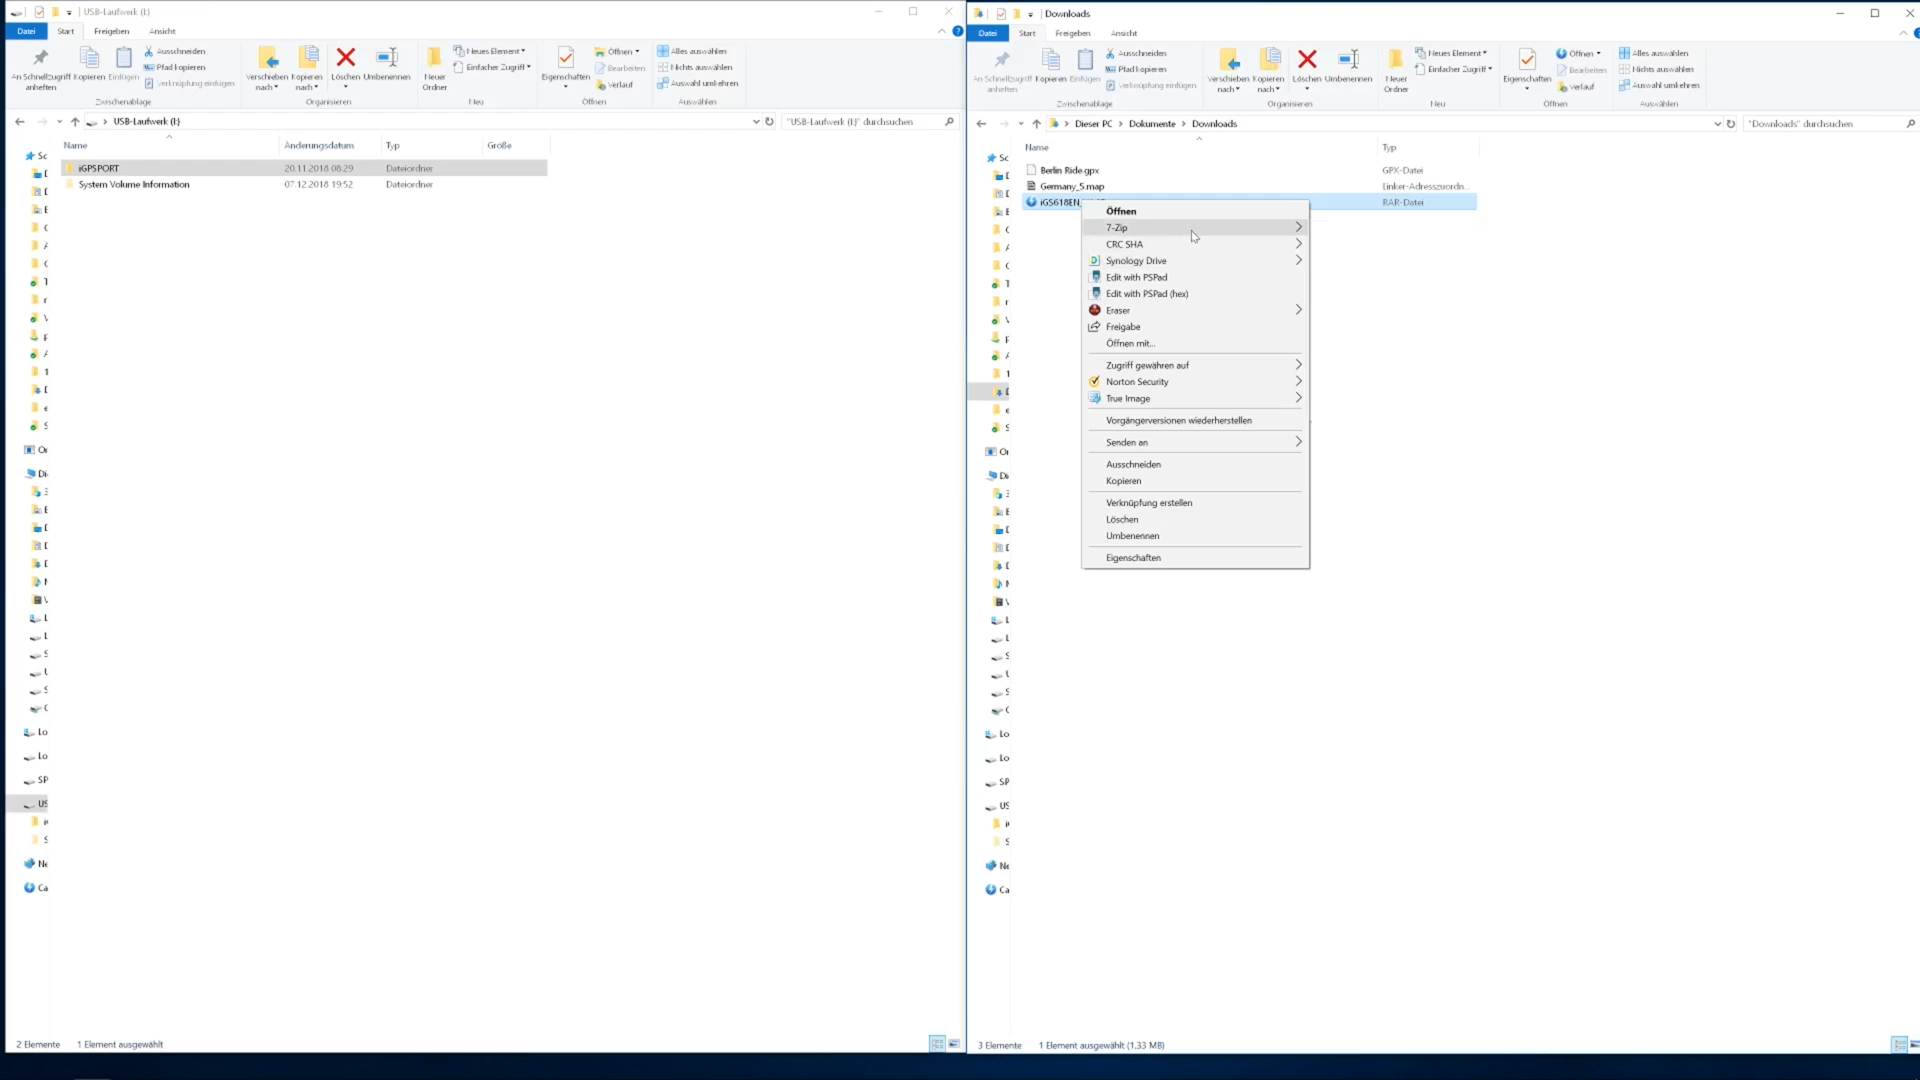 USB-Laufwerk (I:)
Datei Start Freigeben Ansicht
An Schnellzugriff anheften
Kopieren
Einfügen
Ausschneiden
Pfad kopieren
Verknüpfung einfügen
Zwischenablage
Verschieben nach
Kopieren nach
Löschen
Umbenennen
Organisieren
Neuer Ordner
Neues Element
Einfacher Zugriff
Neu
Eigenschaften
Öffnen
Bearbeiten
Verlauf
Öffnen
Alles auswählen
Nichts auswählen
Auswahl umkehren
Auswählen
USB-Laufwerk (I:)
"USB-Laufwerk (I:)" durchsuchen
Name Änderungsdatum Typ Größe
iGPSPORT 20.11.2018 08:29 Dateiordner
System Volume Information 07.12.2018 19:52 Dateiordner
2 Elemente 1 Element ausgewählt
Downloads
Datei Start Freigeben Ansicht
An Schnellzugriff anheften
Kopieren
Einfügen
Ausschneiden
Pfad kopieren
Verknüpfung einfügen
Zwischenablage
Verschieben nach
Kopieren nach
Löschen
Umbenennen
Organisieren
Neuer Ordner
Neues Element
Einfacher Zugriff
Neu
Eigenschaften
Öffnen
Bearbeiten
Verlauf
Öffnen
Alles auswählen
Nichts auswählen
Auswahl umkehren
Auswählen
Dieser PC > Dokumente > Downloads
"Downloads" durchsuchen
Name Typ
Berlin Ride.gpx GPX-Datei
Germany_5.map Linker-Adresszuordn...
iGS618EN_ RAR-Datei
Öffnen
7-Zip
CRC SHA
Synology Drive
Edit with PSPad
Edit with PSPad (hex)
Eraser
Freigabe
Öffnen mit...
Zugriff gewähren auf
Norton Security
True Image
Vorgängerversionen wiederherstellen
Senden an
Ausschneiden
Kopieren
Verknüpfung erstellen
Löschen
Umbenennen
Eigenschaften
3 Elemente 1 Element ausgewählt (1,33 MB)